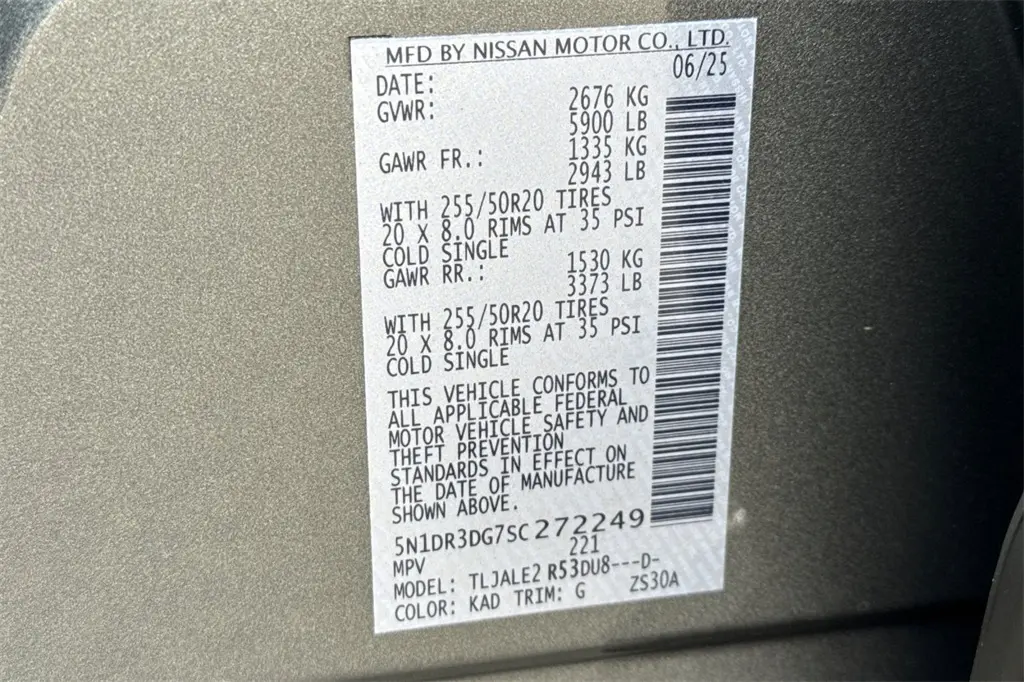 MFD BY NISSAN MOTOR CO., LTD.
DATE: 06/25
GVWR: 2676 KG
5900 LB
GAWR FR.: 1335 KG
2943 LB
WITH 255/50R20 TIRES
20 X 8.0 RIMS AT 35 PSI
COLD SINGLE
GAWR RR.: 1530 KG
3373 LB
WITH 255/50R20 TIRES
20 X 8.0 RIMS AT 35 PSI
COLD SINGLE
THIS VEHICLE CONFORMS TO
ALL APPLICABLE FEDERAL
MOTOR VEHICLE SAFETY AND
THEFT PREVENTION
STANDARDS IN EFFECT ON
THE DATE OF MANUFACTURE
SHOWN ABOVE.
5N1DR3DG7SC272249
MPV 221
MODEL: TLJALE2 R53DU8---D-
COLOR: KAD TRIM: G ZS30A